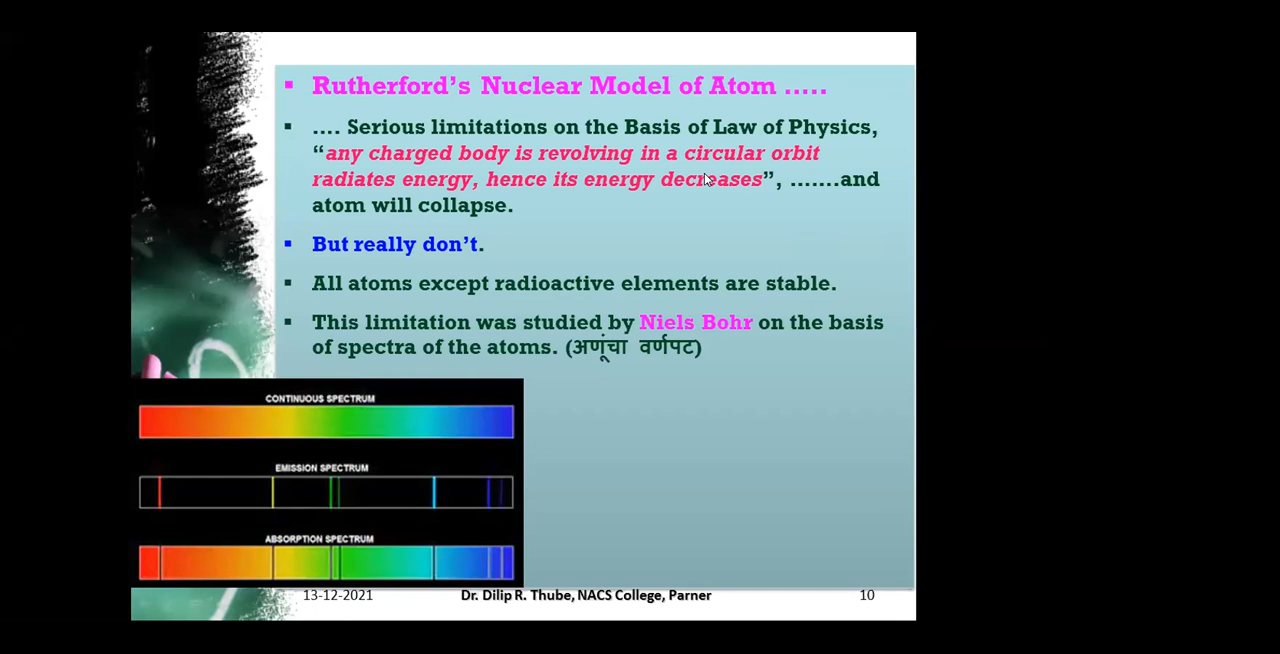 Rutherford's Nuclear Model of Atom .....
.... Serious limitations on the Basis of Law of Physics,
“any charged body is revolving in a circular orbit
radiates energy, hence its energy decreases”, .......and
atom will collapse.
But really don't.
All atoms except radioactive elements are stable.
This limitation was studied by Niels Bohr on the basis
of spectra of the atoms. (अणूंचा वर्णपट)
CONTINUOUS SPECTRUM
EMISSION SPECTRUM
ABSORPTION SPECTRUM
13-12-2021 Dr. Dilip R. Thube, NACS College, Parner 10